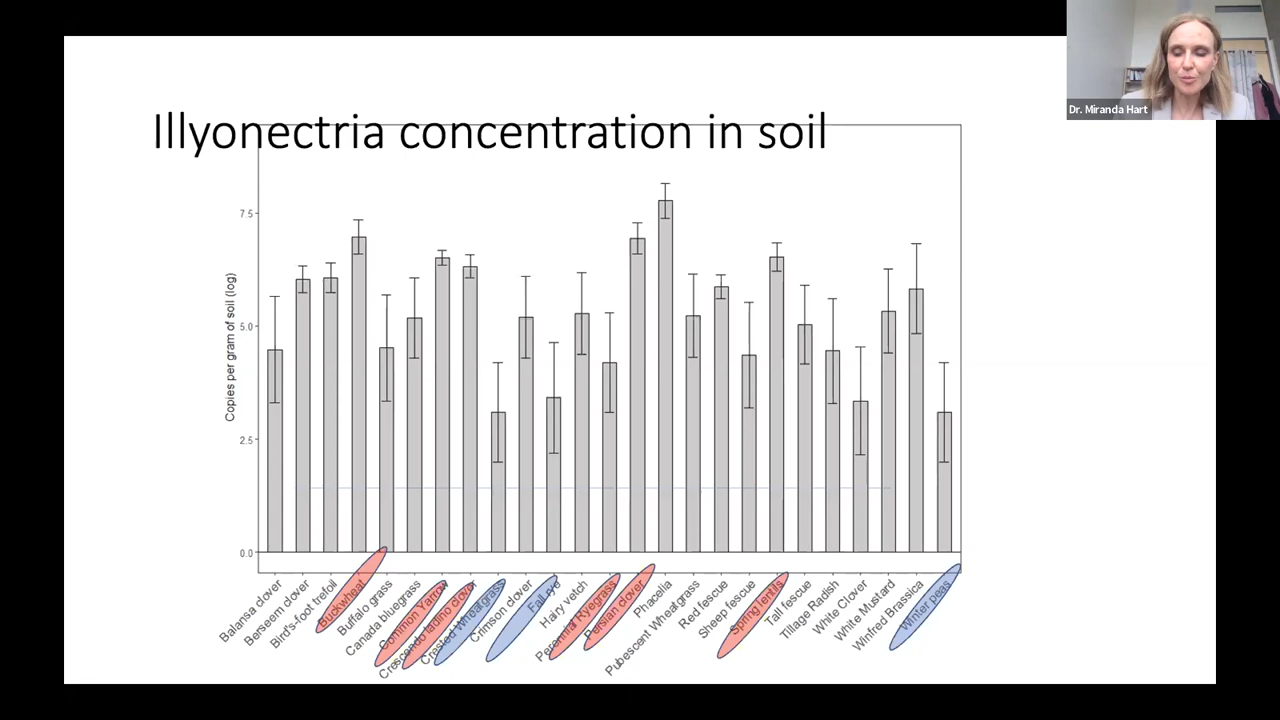 Dr. Miranda Hart
Illyonectria concentration in soil
Copies per gram of soil (log)
7.5
5.0
2.5
0.0
Balansa clover
Berseem clover
Bird's-foot trefoil
Buckwheat
Buffalo grass
Canada bluegrass
Common Yarrow
Crescendo ladino clover
Crested Wheatgrass
Crimson clover
Fall rye
Hairy vetch
Perennial Ryegrass
Persian clover
Phacelia
Pubescent Wheatgrass
Red fescue
Sheep fescue
Spring lentils
Tall fescue
Tillage Radish
White Clover
White Mustard
Winfred Brassica
Winter peas